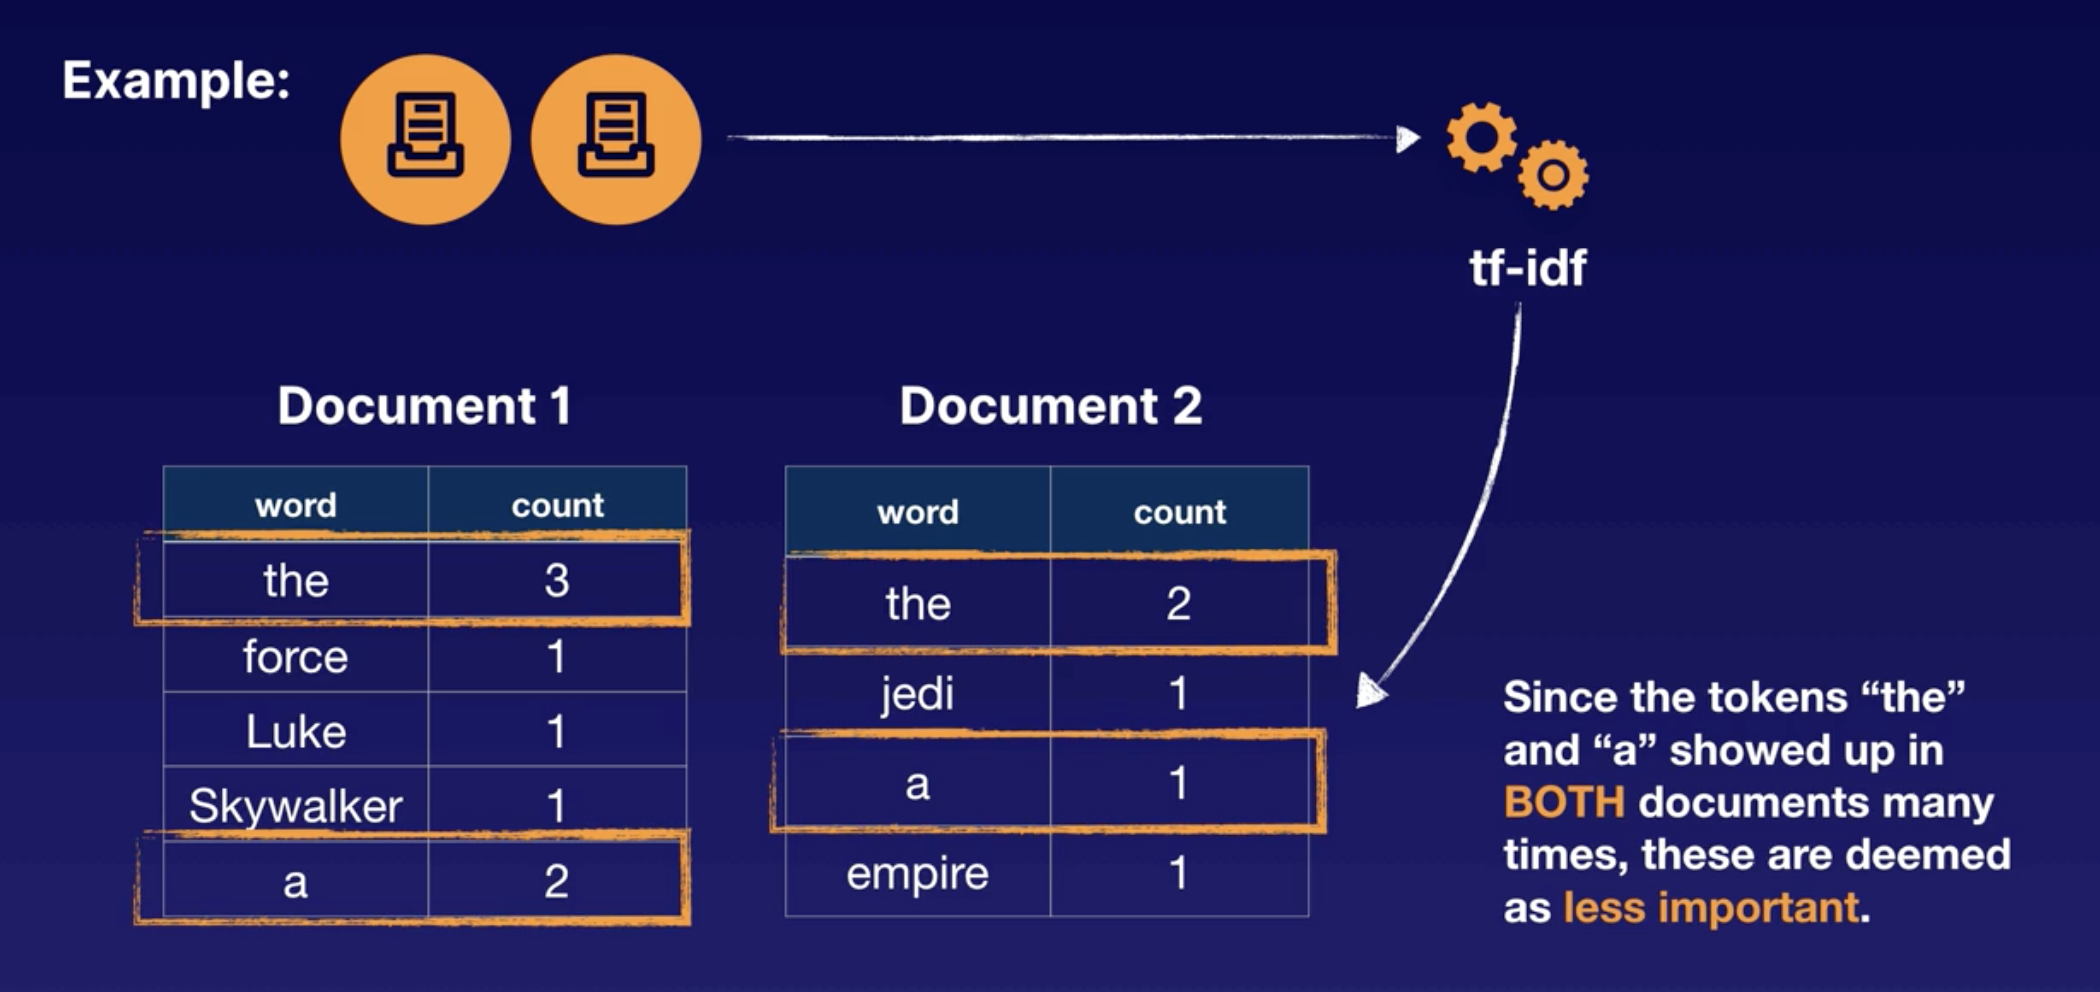 Example:
tf-idf
Document 1
word count
the 3
force 1
Luke 1
Skywalker 1
a 2
Document 2
word count
the 2
jedi 1
a 1
empire 1
Since the tokens “the”
and “a” showed up in
BOTH documents many
times, these are deemed
as less important.